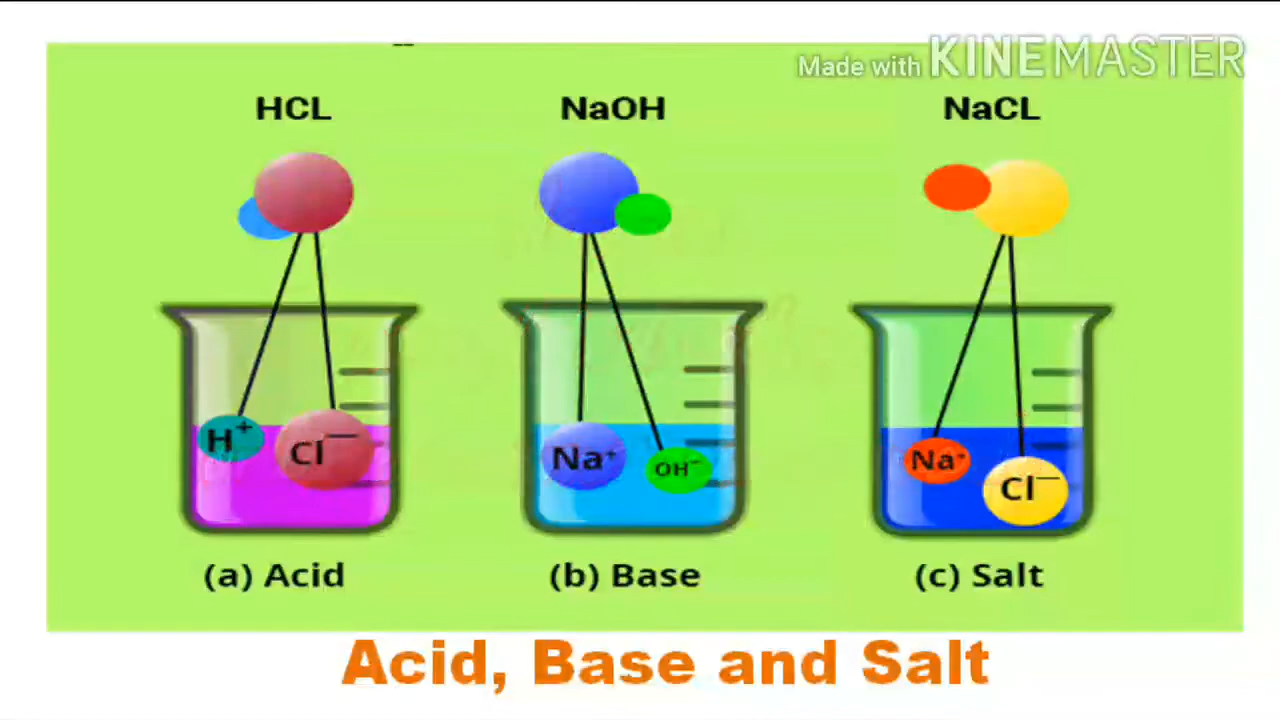 Made with KINEMASTER
HCL NaOH NaCL
H⁺ Cl⁻ Na⁺ OH⁻ Na⁺ Cl⁻
(a) Acid (b) Base (c) Salt
Acid, Base and Salt